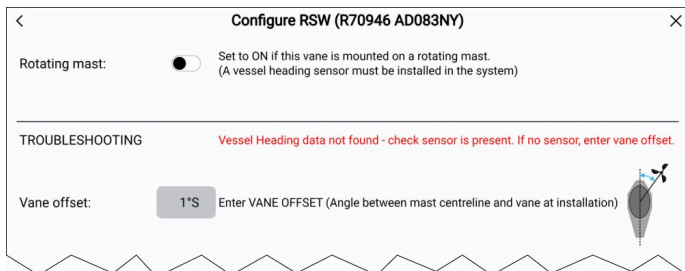 Configure RSW (R70946 AD083NY)
Rotating mast:
Set to ON if this vane is mounted on a rotating mast.
(A vessel heading sensor must be installed in the system)
TROUBLESHOOTING
Vessel Heading data not found - check sensor is present. If no sensor, enter vane offset.
Vane offset:
1°S
Enter VANE OFFSET (Angle between mast centreline and vane at installation)